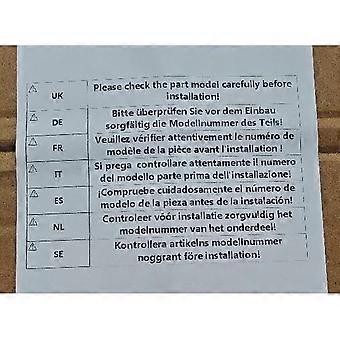 UK
Please check the part model carefully before
installation!
DE
Bitte überprüfen Sie vor dem Einbau
sorgfältig die Modellnummer des Teils!
FR
Veuillez vérifier attentivement le numéro de
modèle de la pièce avant l'installation !
IT
Si prega controllare attentamente il numero
del modello parte prima dell'installazione!
ES
¡Compruebe cuidadosamente el número de
modelo de la pieza antes de la instalación!
NL
Controleer vóór installatie zorgvuldig het
modelnummer van het onderdeel!
SE
Kontrollera artikelns modellnummer
noggrant före installation!